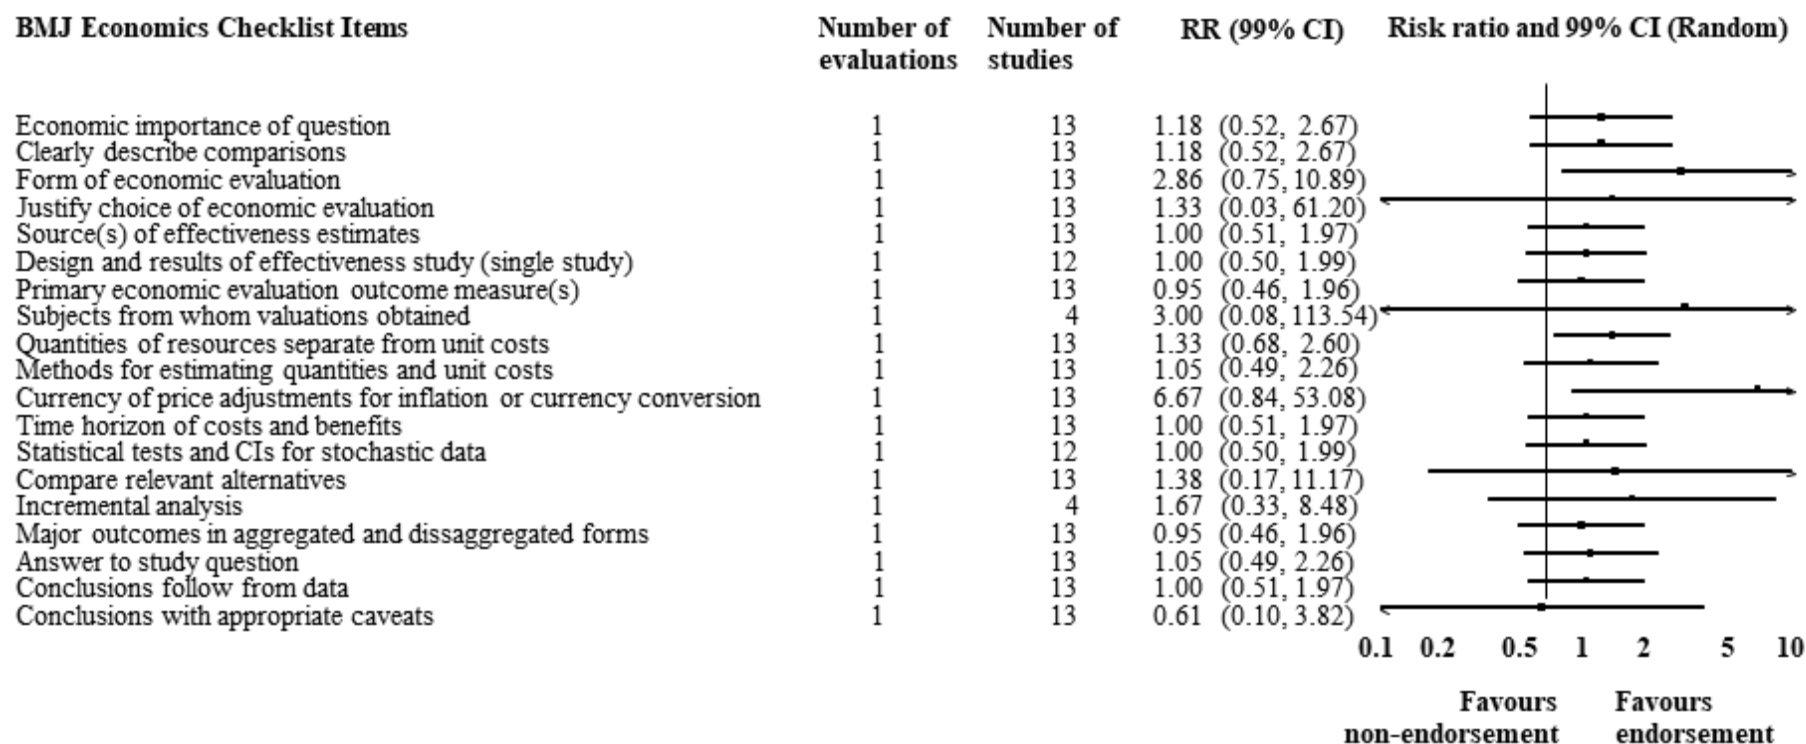 BMJ Economics Checklist Items Number of Number of RR (99% CI) Risk ratio and 99% CI (Random)
evaluations studies
Economic importance of question 1 13 1.18 (0.52, 2.67)
Clearly describe comparisons 1 13 1.18 (0.52, 2.67)
Form of economic evaluation 1 13 2.86 (0.75, 10.89)
Justify choice of economic evaluation 1 13 1.33 (0.03, 61.20)
Source(s) of effectiveness estimates 1 13 1.00 (0.51, 1.97)
Design and results of effectiveness study (single study) 1 12 1.00 (0.50, 1.99)
Primary economic evaluation outcome measure(s) 1 13 0.95 (0.46, 1.96)
Subjects from whom valuations obtained 1 4 3.00 (0.08, 113.54)
Quantities of resources separate from unit costs 1 13 1.33 (0.68, 2.60)
Methods for estimating quantities and unit costs 1 13 1.05 (0.49, 2.26)
Currency of price adjustments for inflation or currency conversion 1 13 6.67 (0.84, 53.08)
Time horizon of costs and benefits 1 13 1.00 (0.51, 1.97)
Statistical tests and CIs for stochastic data 1 12 1.00 (0.50, 1.99)
Compare relevant alternatives 1 13 1.38 (0.17, 11.17)
Incremental analysis 1 4 1.67 (0.33, 8.48)
Major outcomes in aggregated and dissaggregated forms 1 13 0.95 (0.46, 1.96)
Answer to study question 1 13 1.05 (0.49, 2.26)
Conclusions follow from data 1 13 1.00 (0.51, 1.97)
Conclusions with appropriate caveats 1 13 0.61 (0.10, 3.82)
0.1 0.2 0.5 1 2 5 10
Favours Favours
non-endorsement endorsement